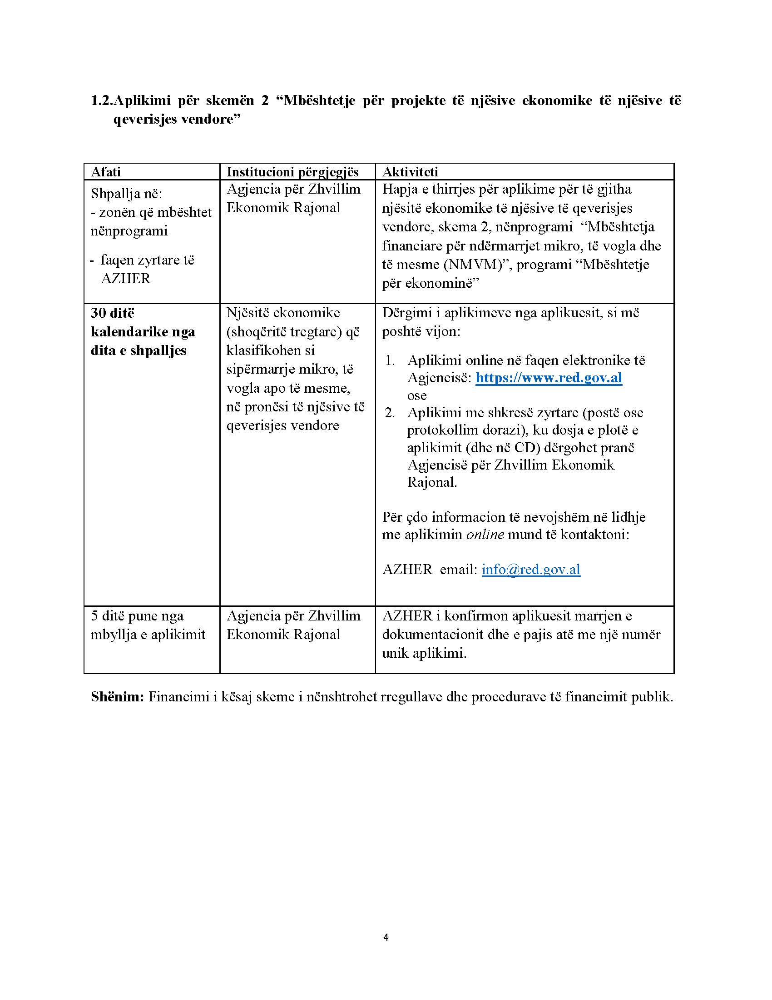 1.2.Aplikimi për skemën 2 “Mbështetje për projekte të njësive ekonomike të njësive të
qeverisjes vendore”
Afati
Institucioni përgjegjës
Aktiviteti
Shpallja në:
- zonën që mbështet
nënprogrami
- faqen zyrtare të
AZHER
Agjencia për Zhvillim
Ekonomik Rajonal
Hapja e thirrjes për aplikime për të gjitha
njësitë ekonomike të njësive të qeverisjes
vendore, skema 2, nënprogrami “Mbështetja
financiare për ndërmarrjet mikro, të vogla dhe
të mesme (NMVM)”, programi “Mbështetje
për ekonominë”
30 ditë
kalendarike nga
dita e shpalljes
Njësitë ekonomike
(shoqëritë tregtare) që
klasifikohen si
sipërmarrje mikro, të
vogla apo të mesme,
në pronësi të njësive të
qeverisjes vendore
Dërgimi i aplikimeve nga aplikuesit, si më
poshtë vijon:
1. Aplikimi online në faqen elektronike të
Agjencisë: https://www.red.gov.al
ose
2. Aplikimi me shkresë zyrtare (postë ose
protokollim dorazi), ku dosja e plotë e
aplikimit (dhe në CD) dërgohet pranë
Agjencisë për Zhvillim Ekonomik
Rajonal.
Për çdo informacion të nevojshëm në lidhje
me aplikimin online mund të kontaktoni:
AZHER email: info@red.gov.al
5 ditë pune nga
mbyllja e aplikimit
Agjencia për Zhvillim
Ekonomik Rajonal
AZHER i konfirmon aplikuesit marrjen e
dokumentacionit dhe e pajis atë me një numër
unik aplikimi.
Shënim: Financimi i kësaj skeme i nënshtrohet rregullave dhe procedurave të financimit publik.
4